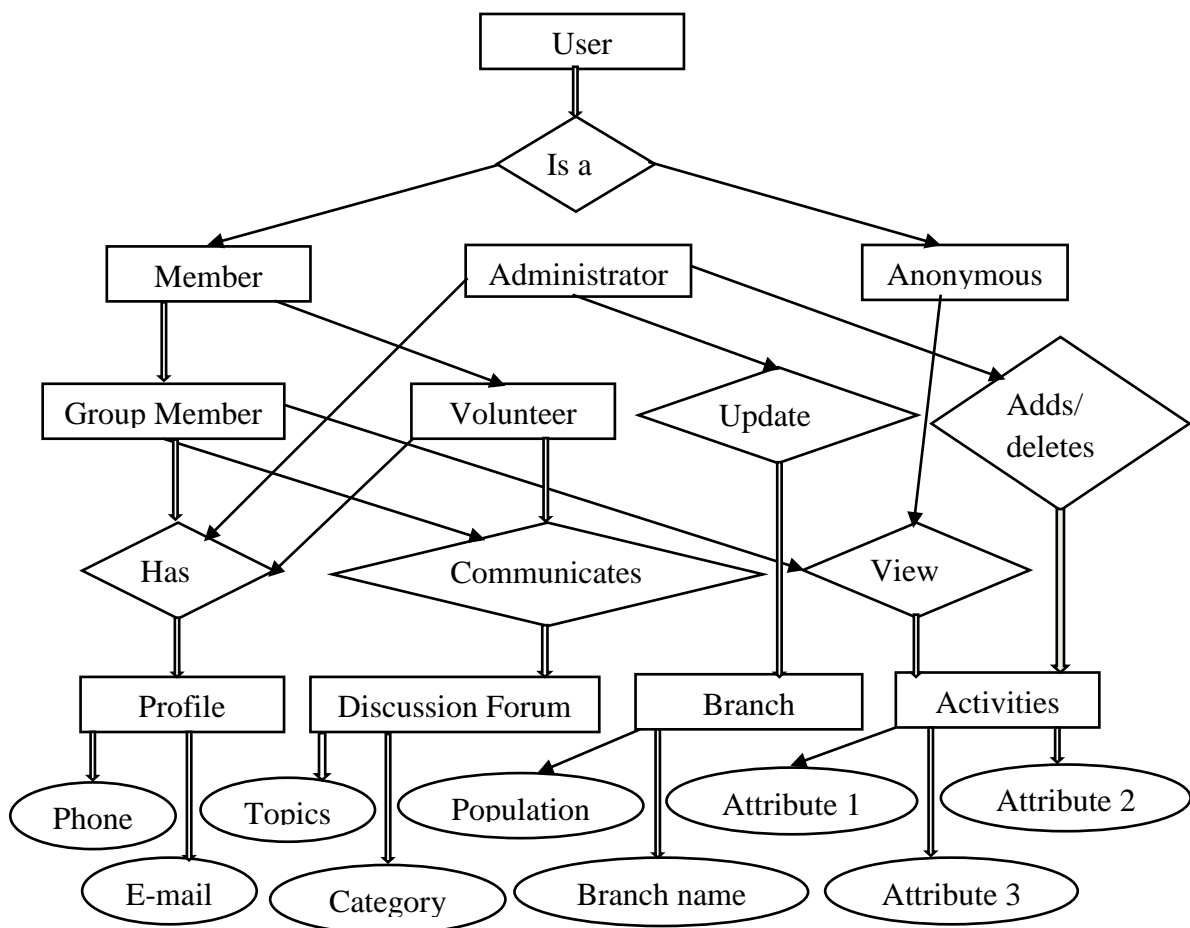 User
Is a
Member
Administrator
Anonymous
Group Member
Volunteer
Update
Adds/
deletes
Has
Communicates
View
Profile
Discussion Forum
Branch
Activities
Phone
Topics
Population
Attribute 1
Attribute 2
E-mail
Category
Branch name
Attribute 3